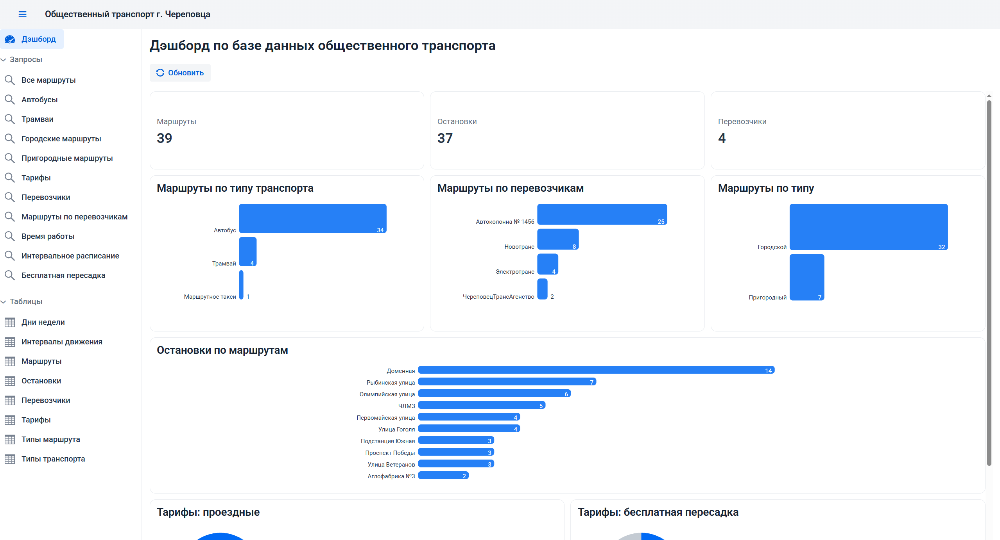 Общественный транспорт г. Череповца
Дэшборд
Запросы
Все маршруты
Автобусы
Трамваи
Городские маршруты
Пригородные маршруты
Тарифы
Перевозчики
Маршруты по перевозчикам
Время работы
Интервальное расписание
Бесплатная пересадка
Таблицы
Дни недели
Интервалы движения
Маршруты
Остановки
Перевозчики
Тарифы
Типы маршрута
Типы транспорта
Дэшборд по базе данных общественного транспорта
Обновить
Маршруты
39
Остановки
37
Перевозчики
4
Маршруты по типу транспорта
Автобус 34
Трамвай 4
Маршрутное такси 1
Маршруты по перевозчикам
Автоколонна № 1456 25
Новотранс 8
Электротранс 4
ЧереповецТрансАгенство 2
Маршруты по типу
Городской 32
Пригородный 7
Остановки по маршрутам
Доменная 14
Рыбинская улица 7
Олимпийская улица 6
ЧЛМЗ 5
Первомайская улица 4
Улица Гоголя 4
Подстанция Южная 3
Проспект Победы 3
Улица Ветеранов 3
Аглофабрика №3 2
Тарифы: проездные
Тарифы: бесплатная пересадка